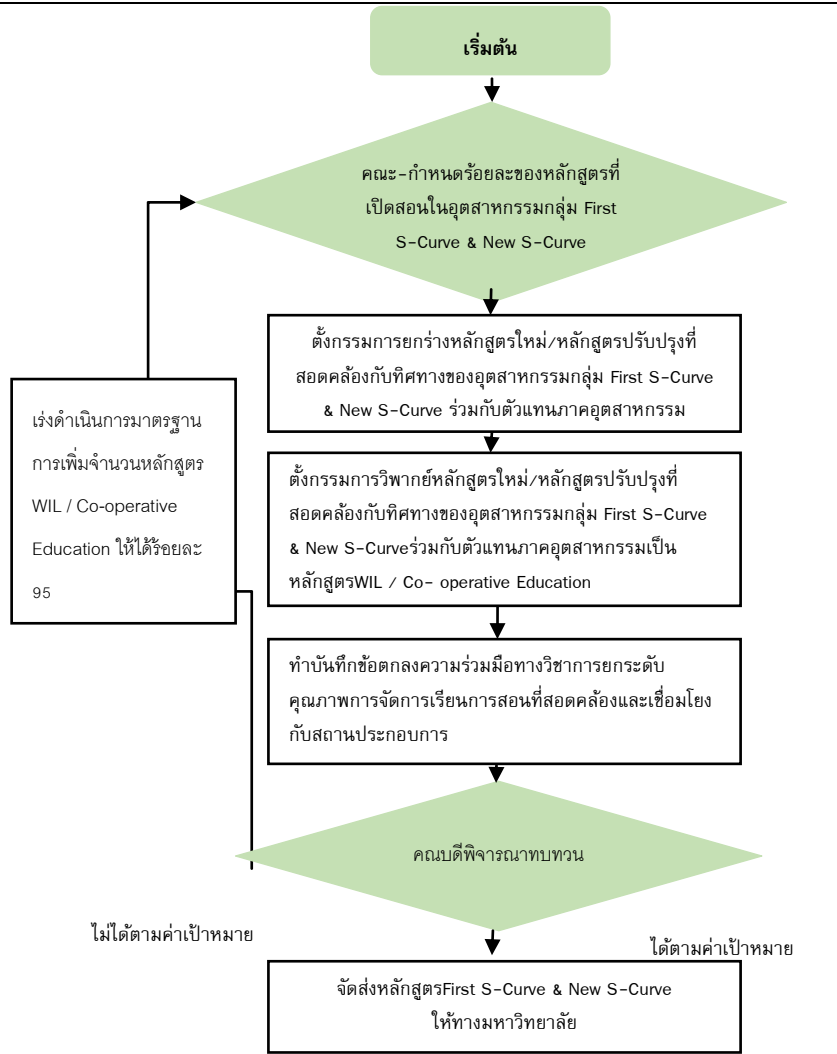 เริ่มต้น
คณะ-กำหนดร้อยละของหลักสูตรที่
เปิดสอนในอุตสาหกรรมกลุ่ม First
S-Curve & New S-Curve
ตั้งกรรมการยกร่างหลักสูตรใหม่/หลักสูตรปรับปรุงที่
สอดคล้องกับทิศทางของอุตสาหกรรมกลุ่ม First S-Curve
& New S-Curve ร่วมกับตัวแทนภาคอุตสาหกรรม
เร่งดำเนินการมาตรฐาน
การเพิ่มจำนวนหลักสูตร
WIL / Co-operative
Education ให้ได้ร้อยละ
95
ตั้งกรรมการวิพากย์หลักสูตรใหม่/หลักสูตรปรับปรุงที่
สอดคล้องกับทิศทางของอุตสาหกรรมกลุ่ม First S-Curve
& New S-Curveร่วมกับตัวแทนภาคอุตสาหกรรมเป็น
หลักสูตรWIL / Co- operative Education
ทำบันทึกข้อตกลงความร่วมมือทางวิชาการยกระดับ
คุณภาพการจัดการเรียนการสอนที่สอดคล้องและเชื่อมโยง
กับสถานประกอบการ
คณบดีพิจารณาทบทวน
ไม่ได้ตามค่าเป้าหมาย
ได้ตามค่าเป้าหมาย
จัดส่งหลักสูตรFirst S-Curve & New S-Curve
ให้ทางมหาวิทยาลัย